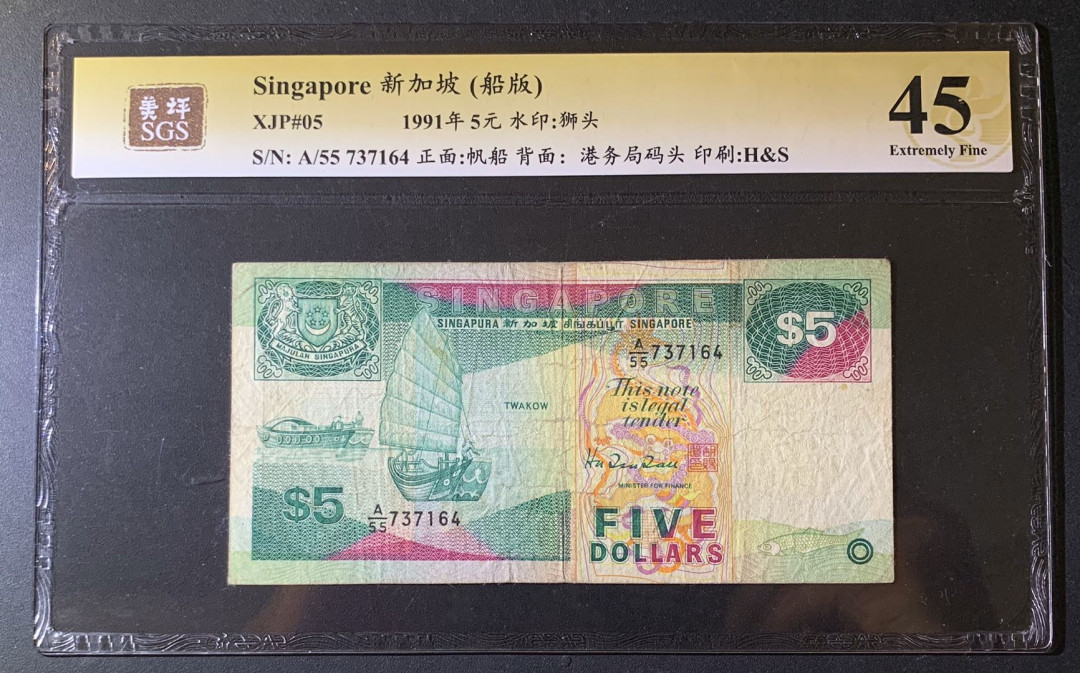 美评
SGS
Singapore 新加坡 (船版)
XJP#05 1991年 5元 水印:狮头
S/N: A/55 737164 正面:帆船 背面: 港务局码头 印刷:H&S
45
Extremely Fine
MAJULAH SINGAPURA
SINGAPORE
SINGAPURA 新加坡 சிங்கப்பூர் SINGAPORE
$5
A/55 737164
This note
is legal
tender
TWAKOW
MINISTER FOR FINANCE
$5
A/55 737164
FIVE
DOLLARS